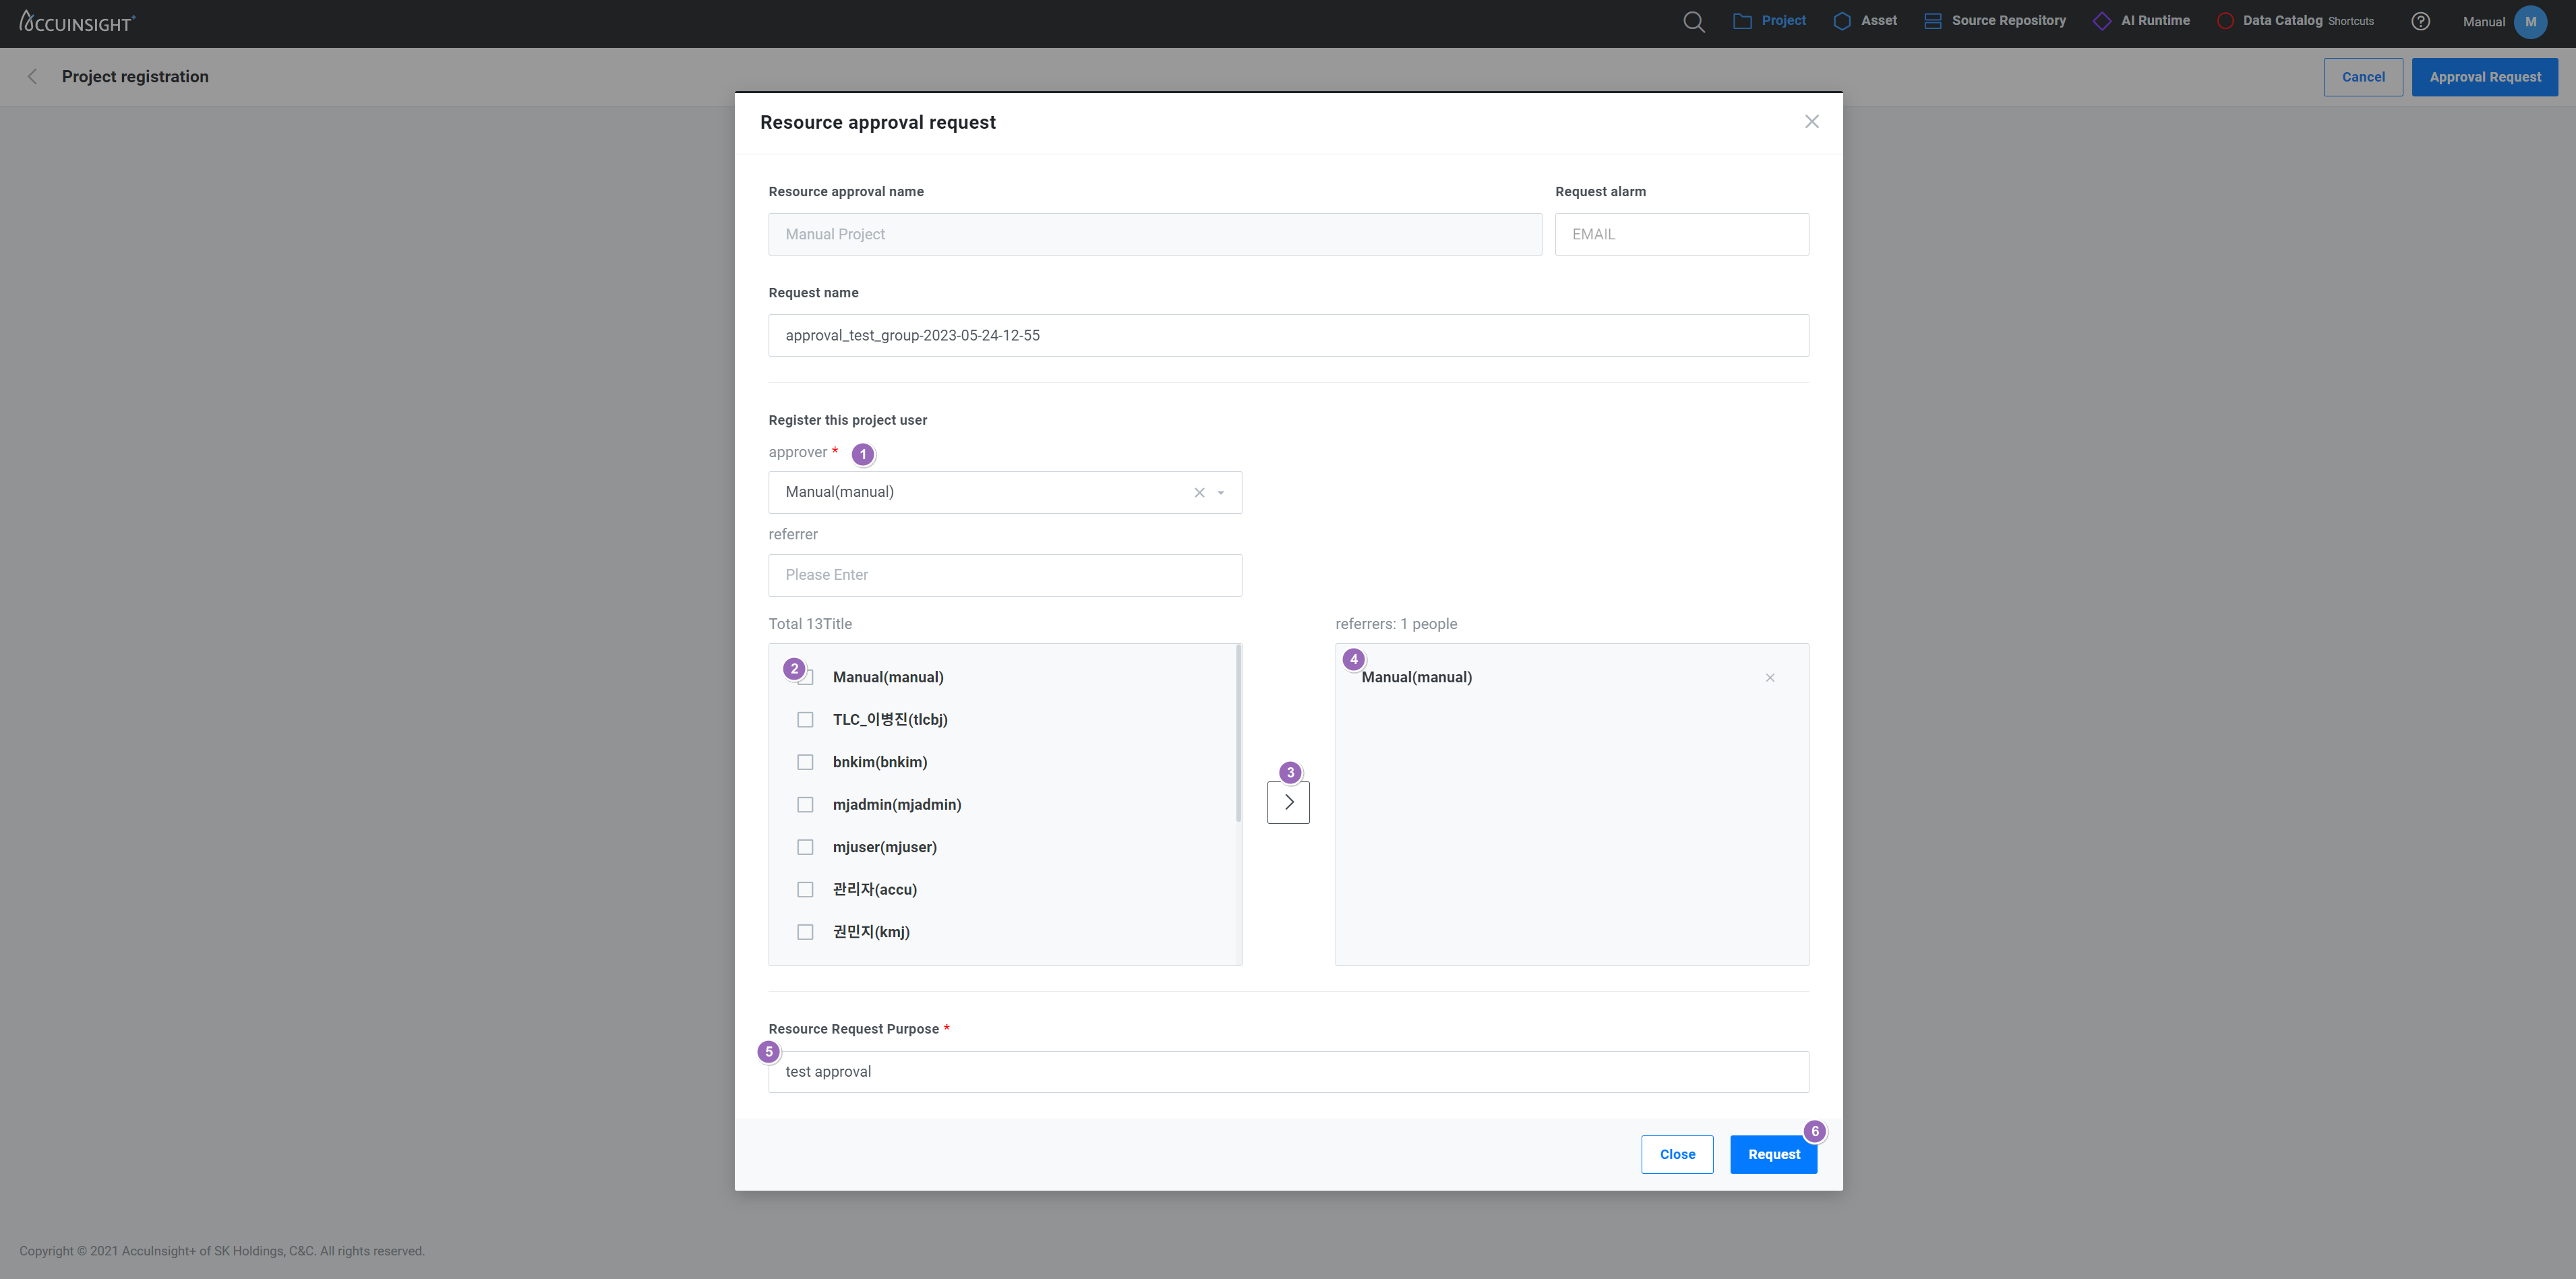 ACCUINSIGHT+
Project
Asset
Source Repository
AI Runtime
Data Catalog Shortcuts
?
Manual
M
Project registration
Cancel
Approval Request
Resource approval request
Resource approval name
Request alarm
Manual Project
EMAIL
Request name
approval_test_group-2023-05-24-12-55
Register this project user
approver *
1
Manual(manual)
referrer
Please Enter
Total 13Title
referrers: 1 people
2
Manual(manual)
TLC_이병진(tlcbj)
bnkim(bnkim)
mjadmin(mjadmin)
mjuser(mjuser)
관리자(accu)
권민지(kmj)
3
4
Manual(manual)
Resource Request Purpose *
5
test approval
6
Close
Request
Copyright © 2021 AccuInsight+ of SK Holdings, C&C. All rights reserved.